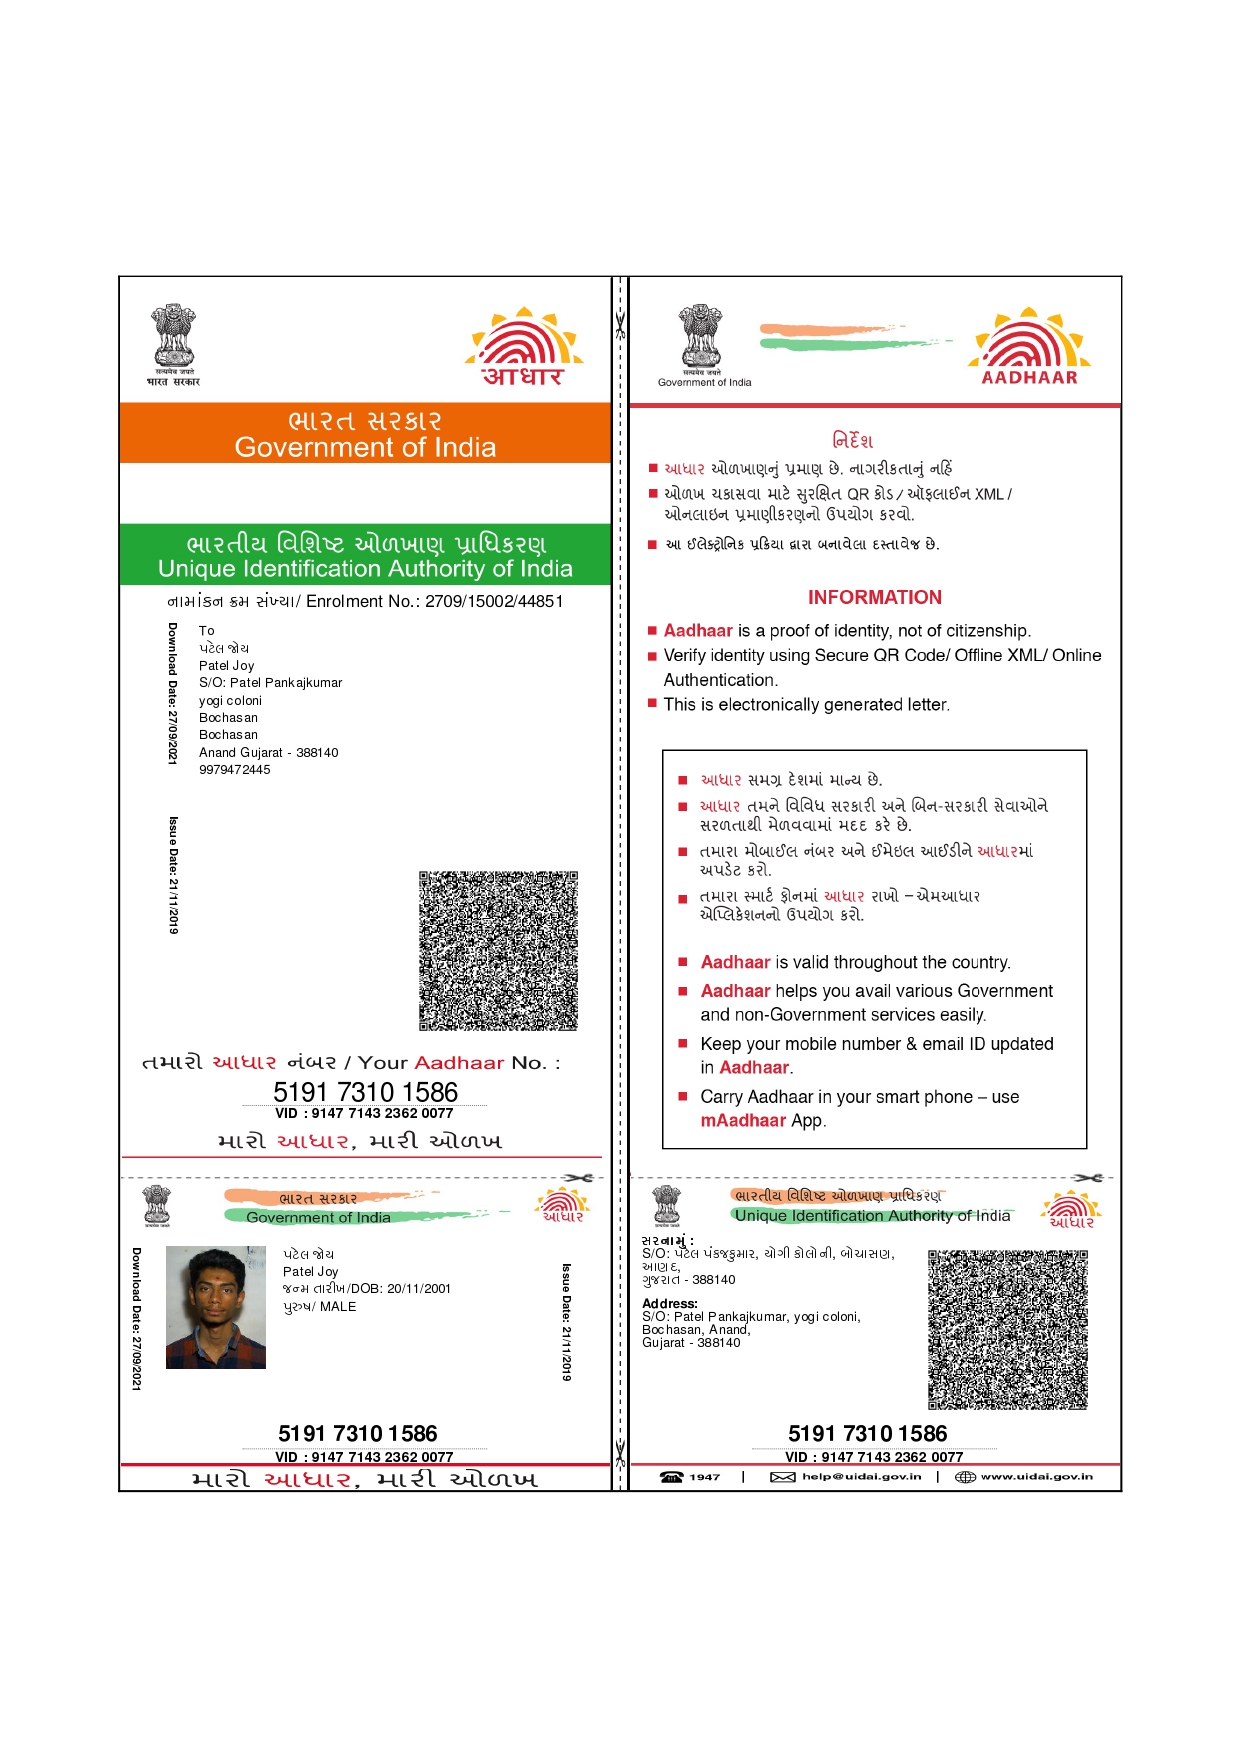 सत्यमेव जयते
भारत सरकार
आधार
ભારત સરકાર
Government of India
ભારતીય વિશિષ્ટ ઓળખાણ પ્રાધિકરણ
Unique Identification Authority of India
નામાંકન ક્રમ સંખ્યા/ Enrolment No.: 2709/15002/44851
Download Date: 27/09/2021
Issue Date: 21/11/2019
To
પટેલ જોય
Patel Joy
S/O: Patel Pankajkumar
yogi coloni
Bochasan
Bochasan
Anand Gujarat - 388140
9979472445
તમારો આધાર નંબર / Your Aadhaar No. :
5191 7310 1586
VID : 9147 7143 2362 0077
મારો આધાર, મારી ઓળખ
ભારત સરકાર
Government of India
આધાર
Download Date: 27/09/2021
પટેલ જોય
Patel Joy
જન્મ તારીખ/DOB: 20/11/2001
પુરુષ/ MALE
Issue Date: 21/11/2019
5191 7310 1586
VID : 9147 7143 2362 0077
મારો આધાર, મારી ઓળખ
सत्यमेव जयते
Government of India
AADHAAR
નિર્દેશ
આધાર ઓળખાણનું પ્રમાણ છે. નાગરીકતાનું નહિં
ઓળખ ચકાસવા માટે સુરક્ષિત QR કોડ / ઑફલાઈન XML /
ઓનલાઇન પ્રમાણીકરણનો ઉપયોગ કરવો.
આ ઈલેક્ટ્રોનિક પ્રક્રિયા દ્વારા બનાવેલા દસ્તાવેજ છે.
INFORMATION
Aadhaar is a proof of identity, not of citizenship.
Verify identity using Secure QR Code/ Offline XML/ Online
Authentication.
This is electronically generated letter.
આધાર સમગ્ર દેશમાં માન્ય છે.
આધાર તમને વિવિધ સરકારી અને બિન-સરકારી સેવાઓને
સરળતાથી મેળવવામાં મદદ કરે છે.
તમારા મોબાઈલ નંબર અને ઈમેઇલ આઈડીને આધારમાં
અપડેટ કરો.
તમારા સ્માર્ટ ફોનમાં આધાર રાખો – એમઆધાર
એપ્લિકેશનનો ઉપયોગ કરો.
Aadhaar is valid throughout the country.
Aadhaar helps you avail various Government
and non-Government services easily.
Keep your mobile number & email ID updated
in Aadhaar.
Carry Aadhaar in your smart phone – use
mAadhaar App.
ભારતીય વિશિષ્ટ ઓળખાણ પ્રાધિકરણ
Unique Identification Authority of India
આધાર
સરનામું :
S/O: પટેલ પંકજકુમાર, યોગી કોલોની, બોચાસણ,
આણંદ,
ગુજરાત - 388140
Address:
S/O: Patel Pankajkumar, yogi coloni,
Bochasan, Anand,
Gujarat - 388140
5191 7310 1586
VID : 9147 7143 2362 0077
1947 | help@uidai.gov.in | www.uidai.gov.in